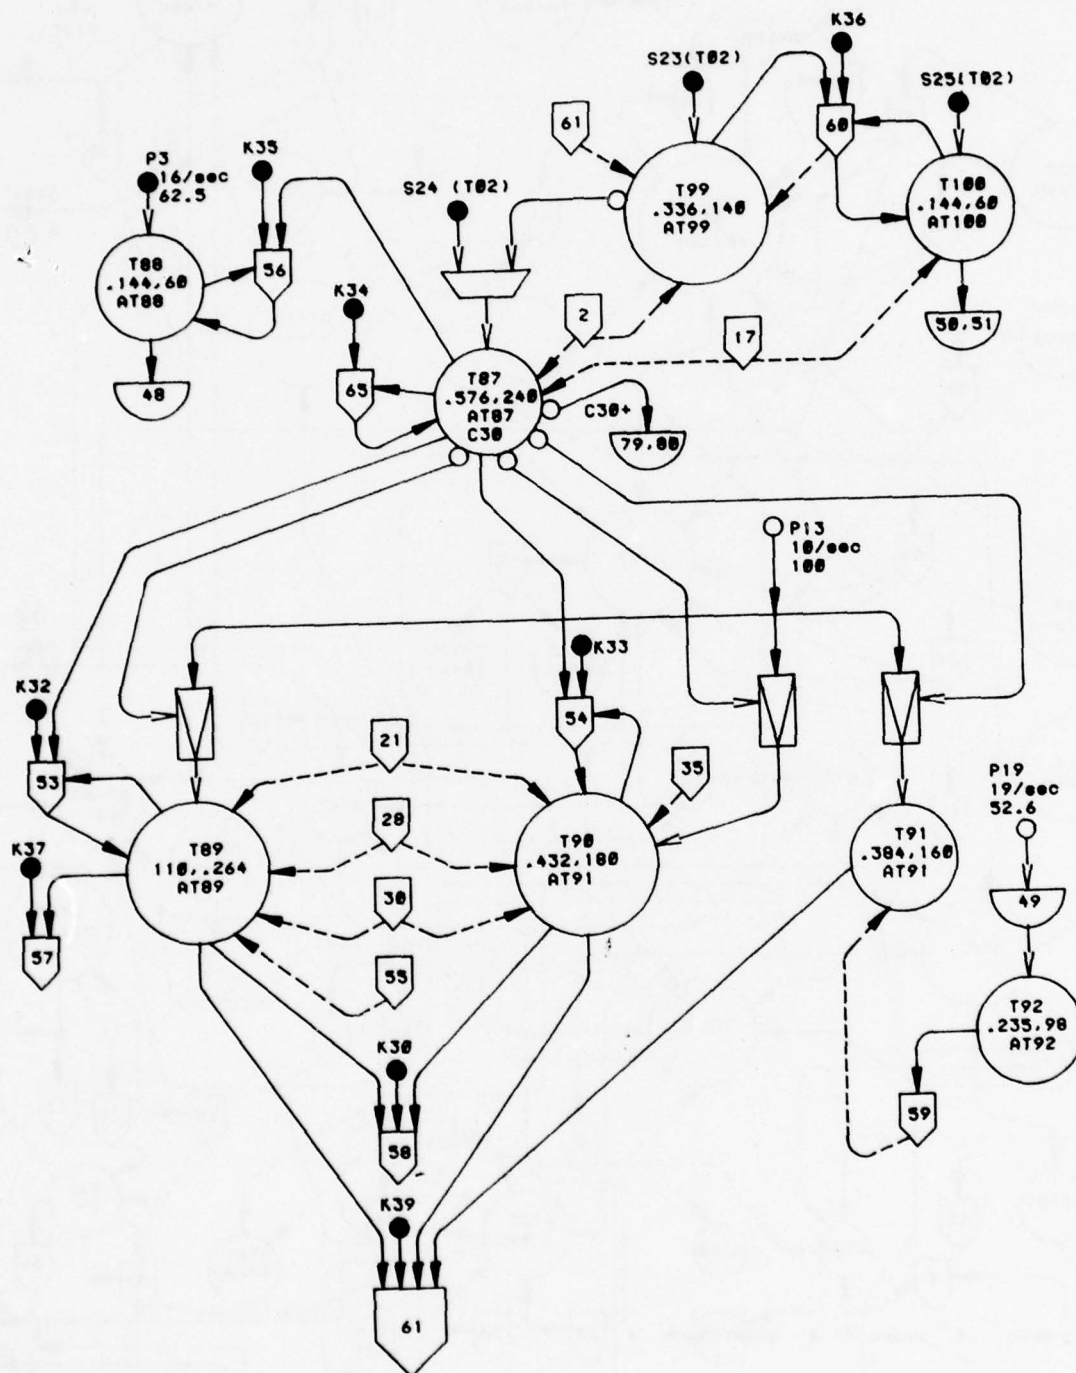 K36
S23(T02)
S25(T02)
61
60
K35
P3
16/sec
62.5
S24 (T02)
T99
.336,140
AT99
T100
.144,60
AT100
T88
.144,60
AT88
56
K34
2
17
50,51
48
65
T87
.576,240
AT87
C30
C30+
79,80
P13
10/sec
100
K33
K32
54
21
35
53
P19
19/sec
52.6
28
T89
110,.264
AT89
T90
.432,180
AT91
T91
.384,160
AT91
K37
30
49
57
55
T92
.235,98
AT92
K30
59
58
K39
61